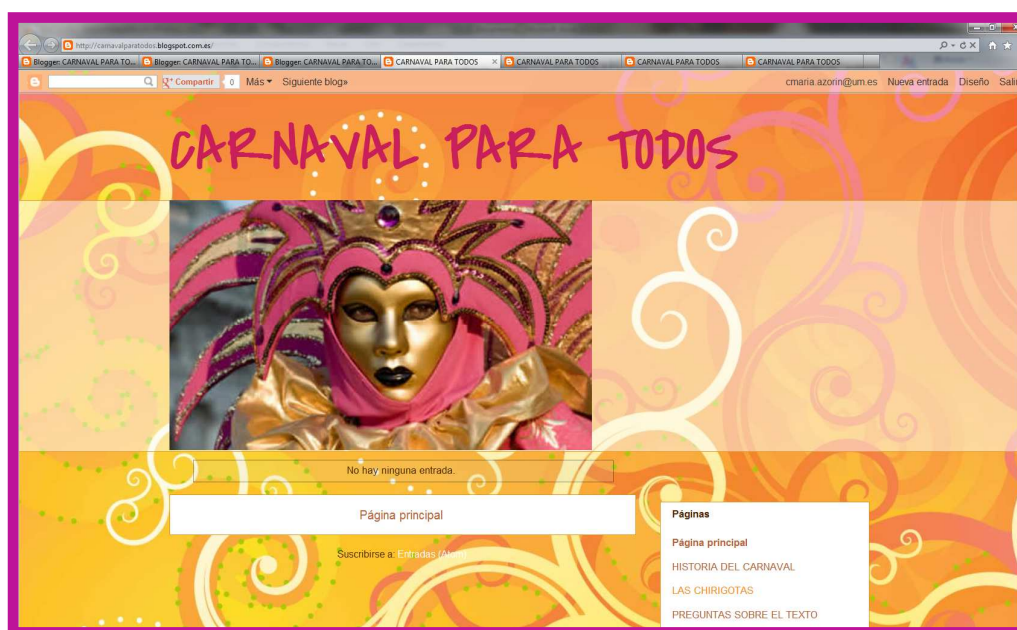 http://carnavalparatodos.blogspot.com.es/
Blogger: CARNAVAL PARA TO... Blogger: CARNAVAL PARA TO... Blogger: CARNAVAL PARA TO... CARNAVAL PARA TODOS × CARNAVAL PARA TODOS CARNAVAL PARA TODOS CARNAVAL PARA TODOS
Compartir 0 Más Siguiente blog» cmaria.azorin@um.es Nueva entrada Diseño Sali
CARNAVAL PARA TODOS
No hay ninguna entrada.
Página principal
Suscribirse a: Entradas (Atom)
Páginas
Página principal
HISTORIA DEL CARNAVAL
LAS CHIRIGOTAS
PREGUNTAS SOBRE EL TEXTO